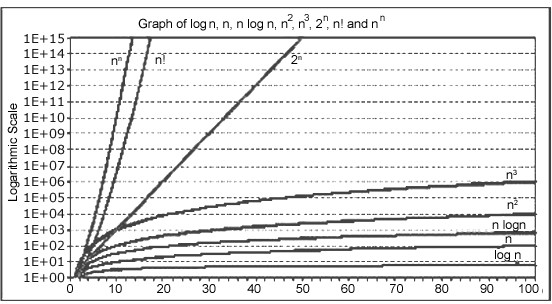 Graph of log n, n, n log n, n², n³, 2ⁿ, n! and nⁿ
Logarithmic Scale
1E+15
1E+14
1E+13
1E+12
1E+11
1E+10
1E+09
1E+08
1E+07
1E+06
1E+05
1E+04
1E+03
1E+02
1E+01
1E+00
nⁿ
n!
2ⁿ
n³
n²
n logn
n
log n
0 10 20 30 40 50 60 70 80 90 100